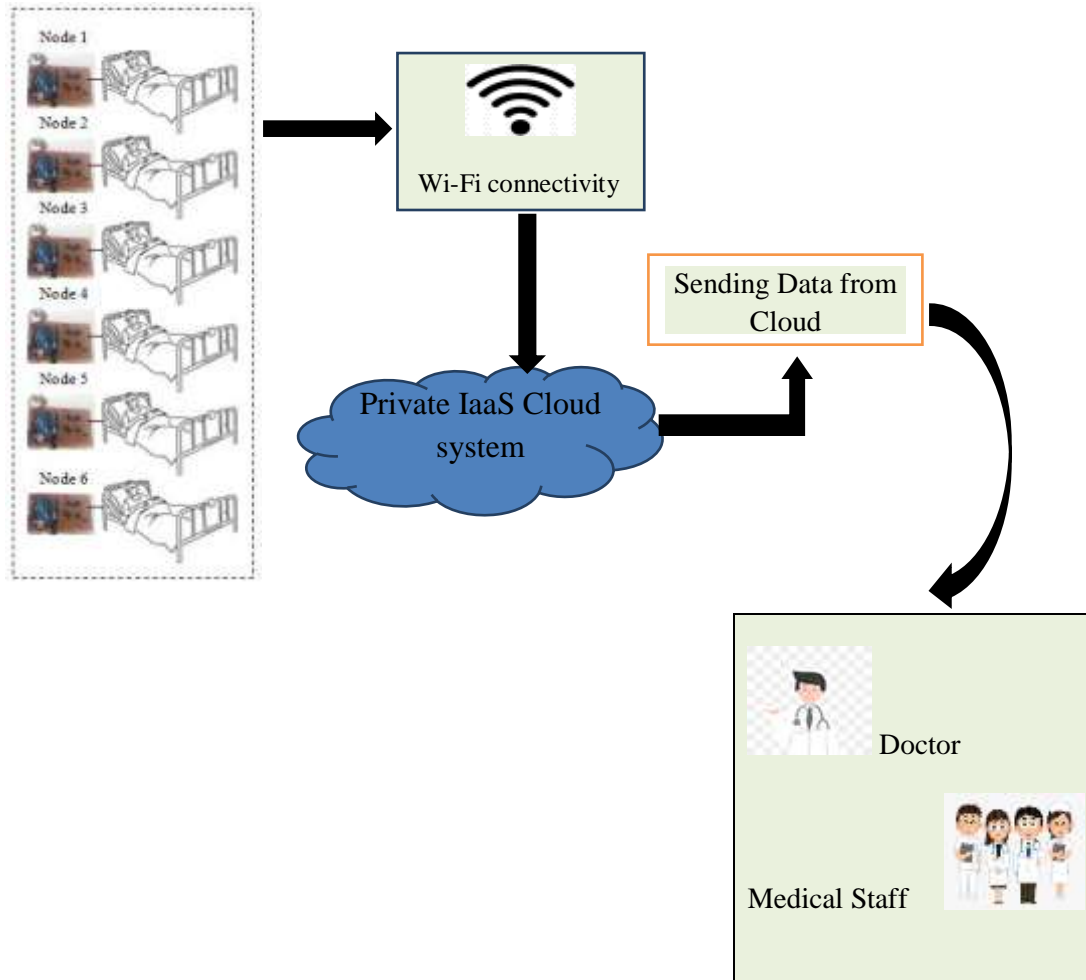 Node 1
Node 2
Node 3
Node 4
Node 5
Node 6
Wi-Fi connectivity
Sending Data from
Cloud
Private IaaS Cloud
system
Doctor
Medical Staff